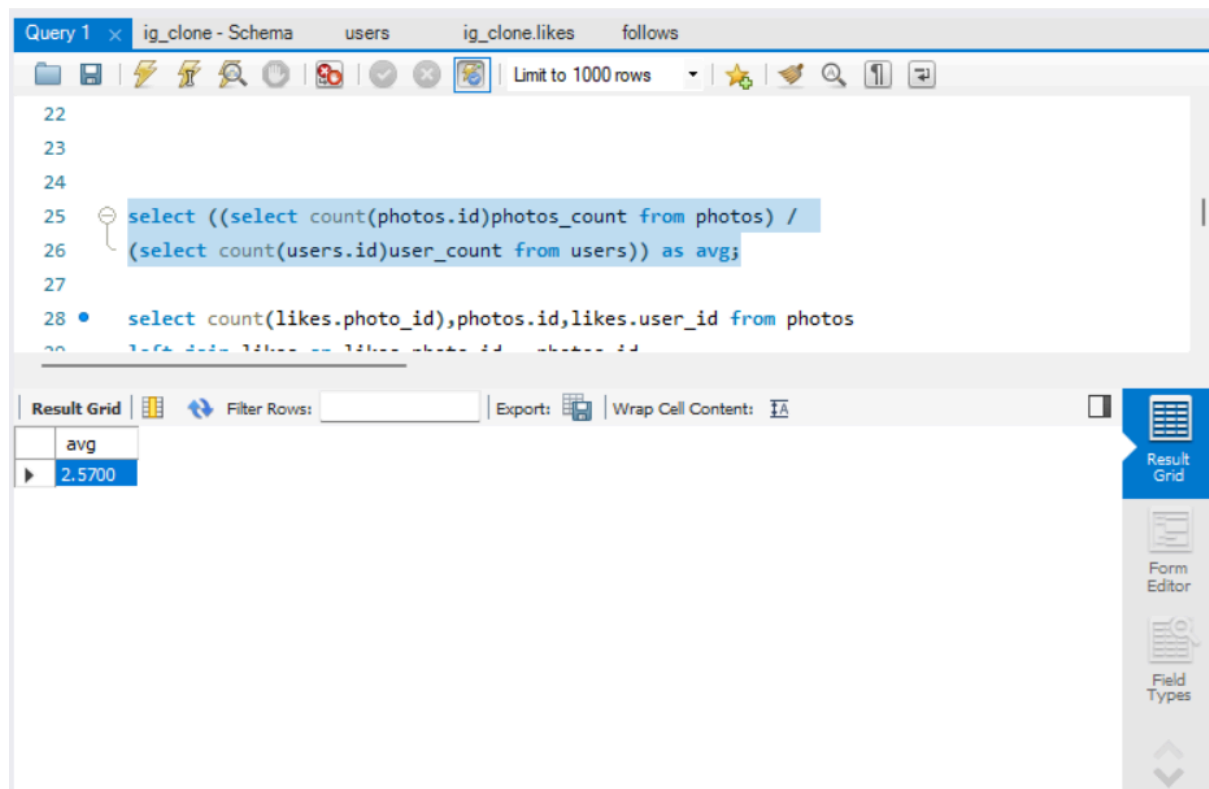 Query 1 × ig_clone - Schema users ig_clone.likes follows
Limit to 1000 rows
22
23
24
25 select ((select count(photos.id)photos_count from photos) /
26 (select count(users.id)user_count from users)) as avg;
27
28 select count(likes.photo_id),photos.id,likes.user_id from photos
Result Grid Filter Rows: Export: Wrap Cell Content:
avg
2.5700
Result
Grid
Form
Editor
Field
Types